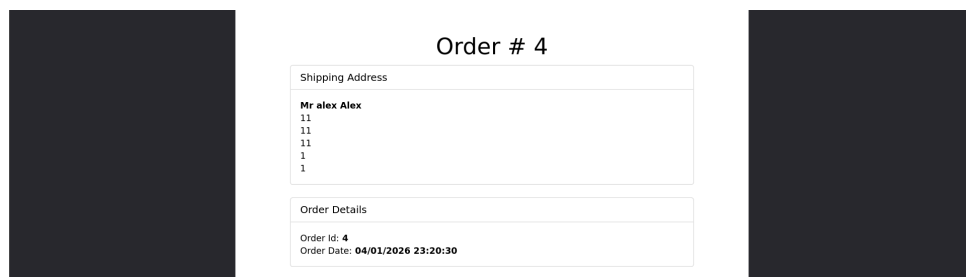 Order # 4
Shipping Address
Mr alex Alex
11
11
11
1
1
Order Details
Order Id: 4
Order Date: 04/01/2026 23:20:30